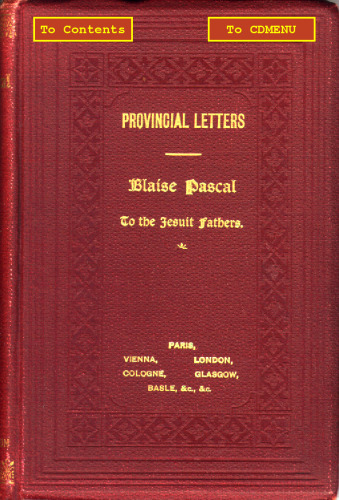 To Contents To CDMENU
PROVINCIAL LETTERS
Blaise Pascal
To the Jesuit Fathers.
PARIS,
VIENNA, LONDON,
COLOGNE, GLASGOW,
BASLE, &c., &c.